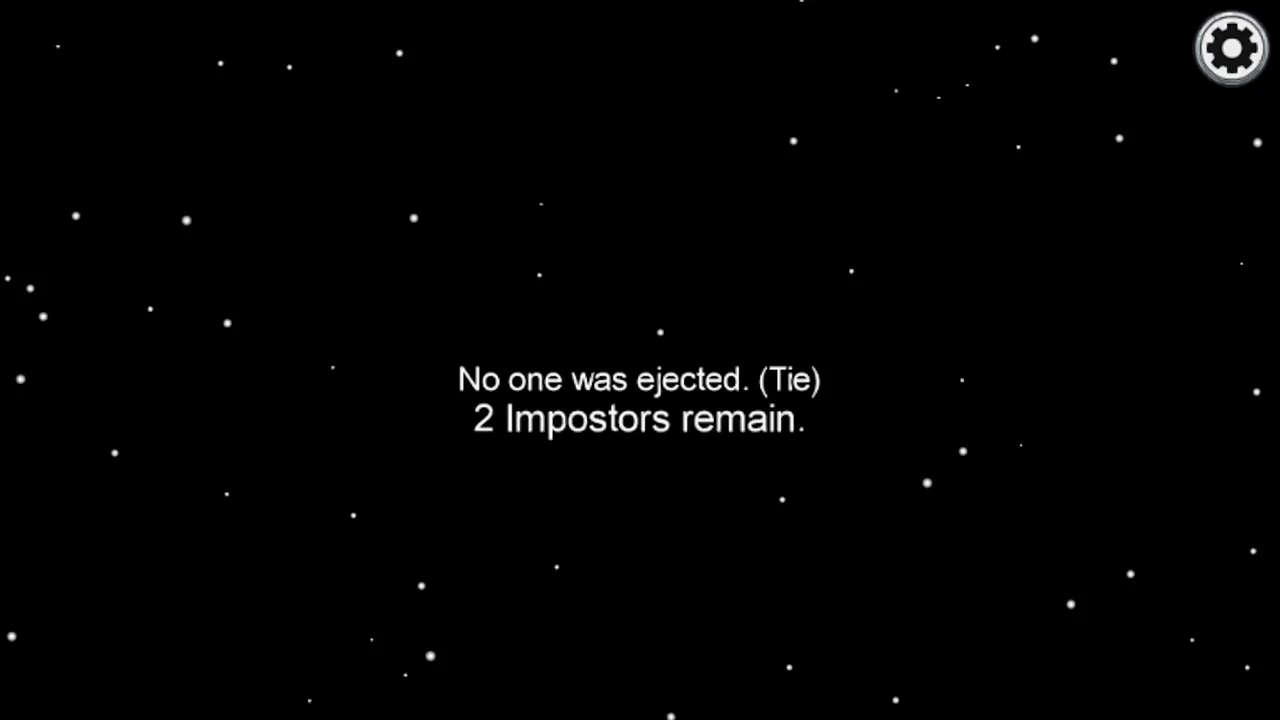 No one was ejected. (Tie)
2 Impostors remain.